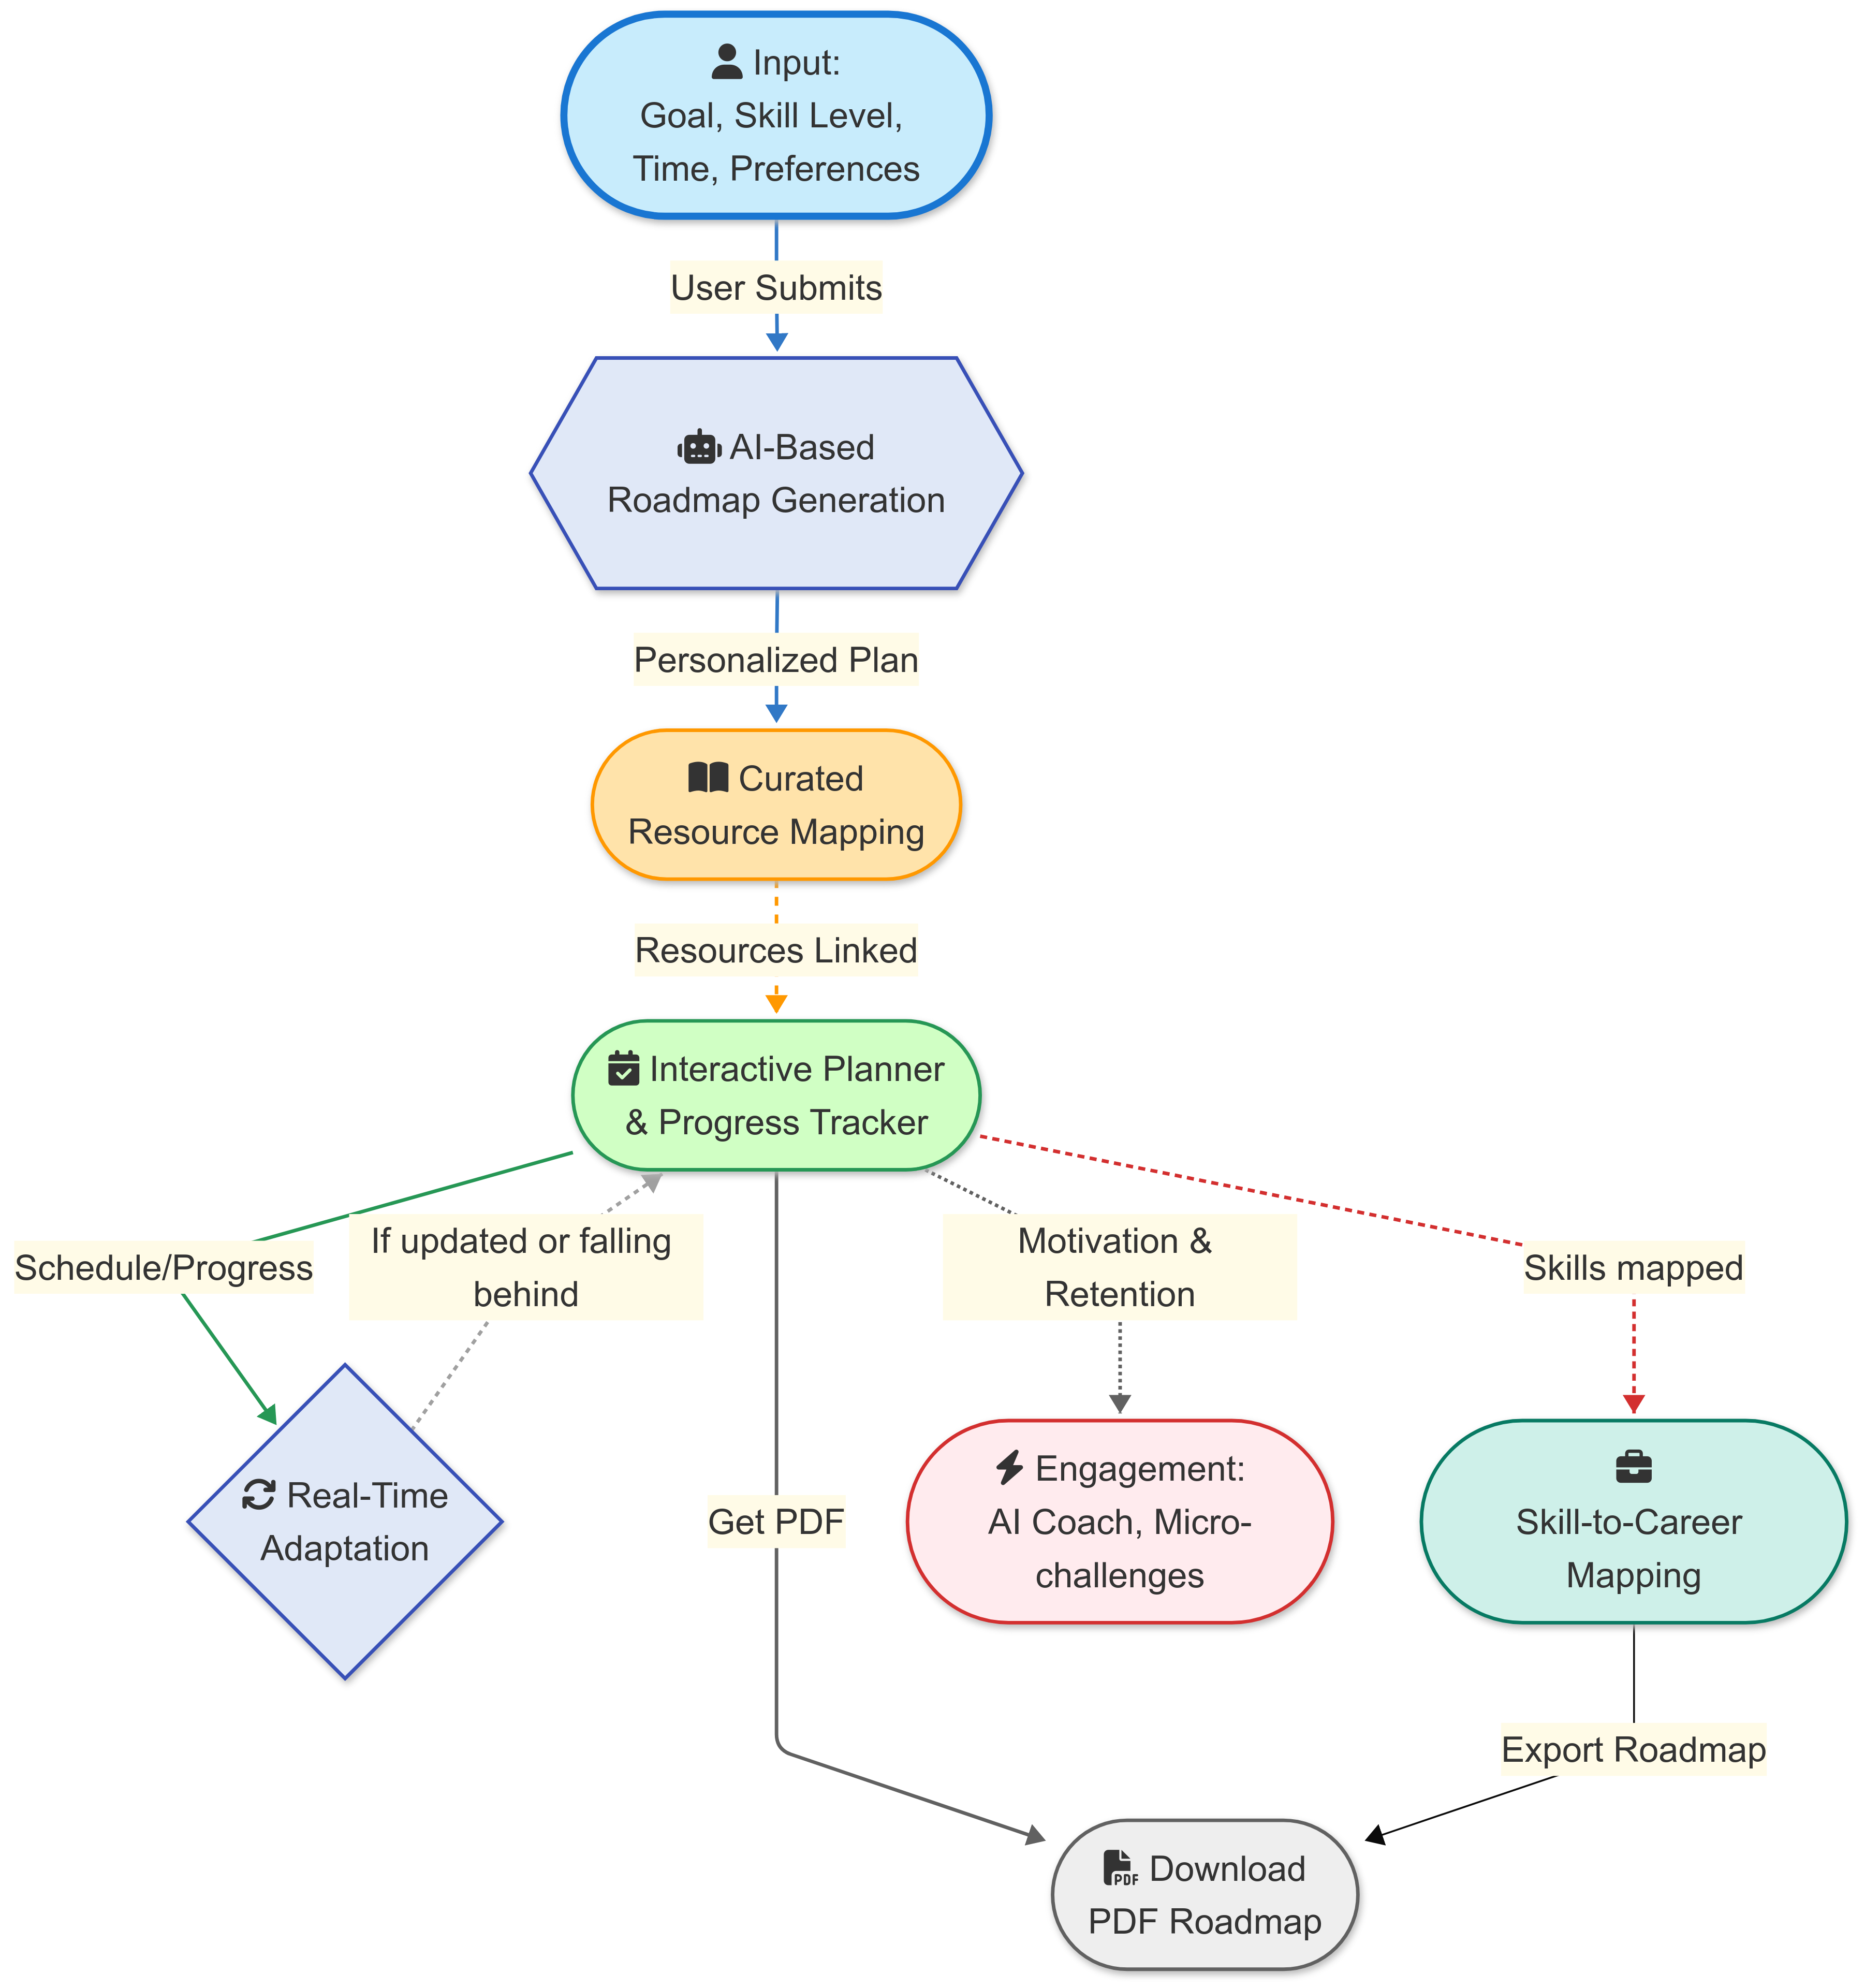 Input:
Goal, Skill Level,
Time, Preferences
User Submits
AI-Based
Roadmap Generation
Personalized Plan
Curated
Resource Mapping
Resources Linked
Interactive Planner
& Progress Tracker
Schedule/Progress
If updated or falling
behind
Motivation &
Retention
Skills mapped
Real-Time
Adaptation
Get PDF
Engagement:
AI Coach, Micro-
challenges
Skill-to-Career
Mapping
Export Roadmap
PDF Download
PDF Roadmap